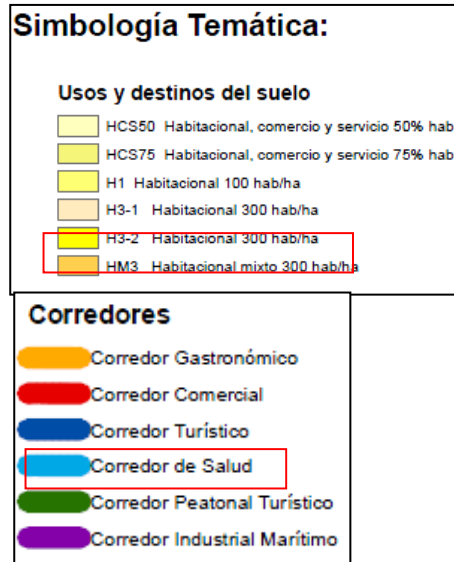 Simbología Temática:
Usos y destinos del suelo
HCS50 Habitacional, comercio y servicio 50% hab
HCS75 Habitacional, comercio y servicio 75% hab
H1 Habitacional 100 hab/ha
H3-1 Habitacional 300 hab/ha
H3-2 Habitacional 300 hab/ha
HM3 Habitacional mixto 300 hab/ha
Corredores
Corredor Gastronómico
Corredor Comercial
Corredor Turístico
Corredor de Salud
Corredor Peatonal Turístico
Corredor Industrial Marítimo